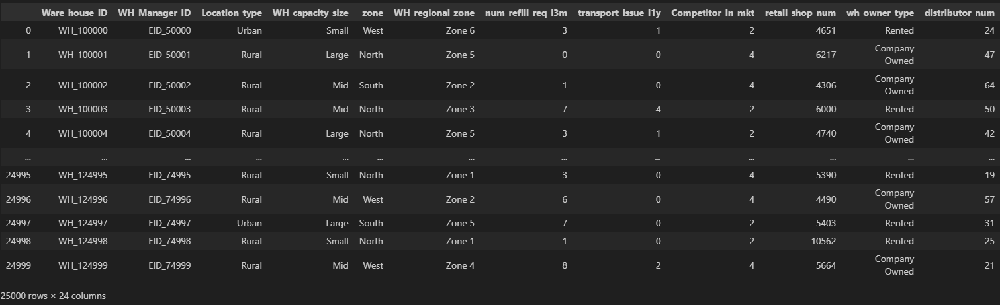 Ware_house_ID WH_Manager_ID Location_type WH_capacity_size zone WH_regional_zone num_refill_req_l3m transport_issue_l1y Competitor_in_mkt retail_shop_num wh_owner_type distributor_num
0 WH_100000 EID_50000 Urban Small West Zone 6 3 1 2 4651 Rented 24
1 WH_100001 EID_50001 Rural Large North Zone 5 0 0 4 6217 Company Owned 47
2 WH_100002 EID_50002 Rural Mid South Zone 2 1 0 4 4306 Company Owned 64
3 WH_100003 EID_50003 Rural Mid North Zone 3 7 4 2 6000 Rented 50
4 WH_100004 EID_50004 Rural Large North Zone 5 3 1 2 4740 Company Owned 42
... ... ... ... ... ... ... ... ... ... ... ... ...
24995 WH_124995 EID_74995 Rural Small North Zone 1 3 0 4 5390 Rented 19
24996 WH_124996 EID_74996 Rural Mid West Zone 2 6 0 4 4490 Company Owned 57
24997 WH_124997 EID_74997 Urban Large South Zone 5 7 0 2 5403 Rented 31
24998 WH_124998 EID_74998 Rural Small North Zone 1 1 0 2 10562 Rented 25
24999 WH_124999 EID_74999 Rural Mid West Zone 4 8 2 4 5664 Company Owned 21
25000 rows × 24 columns